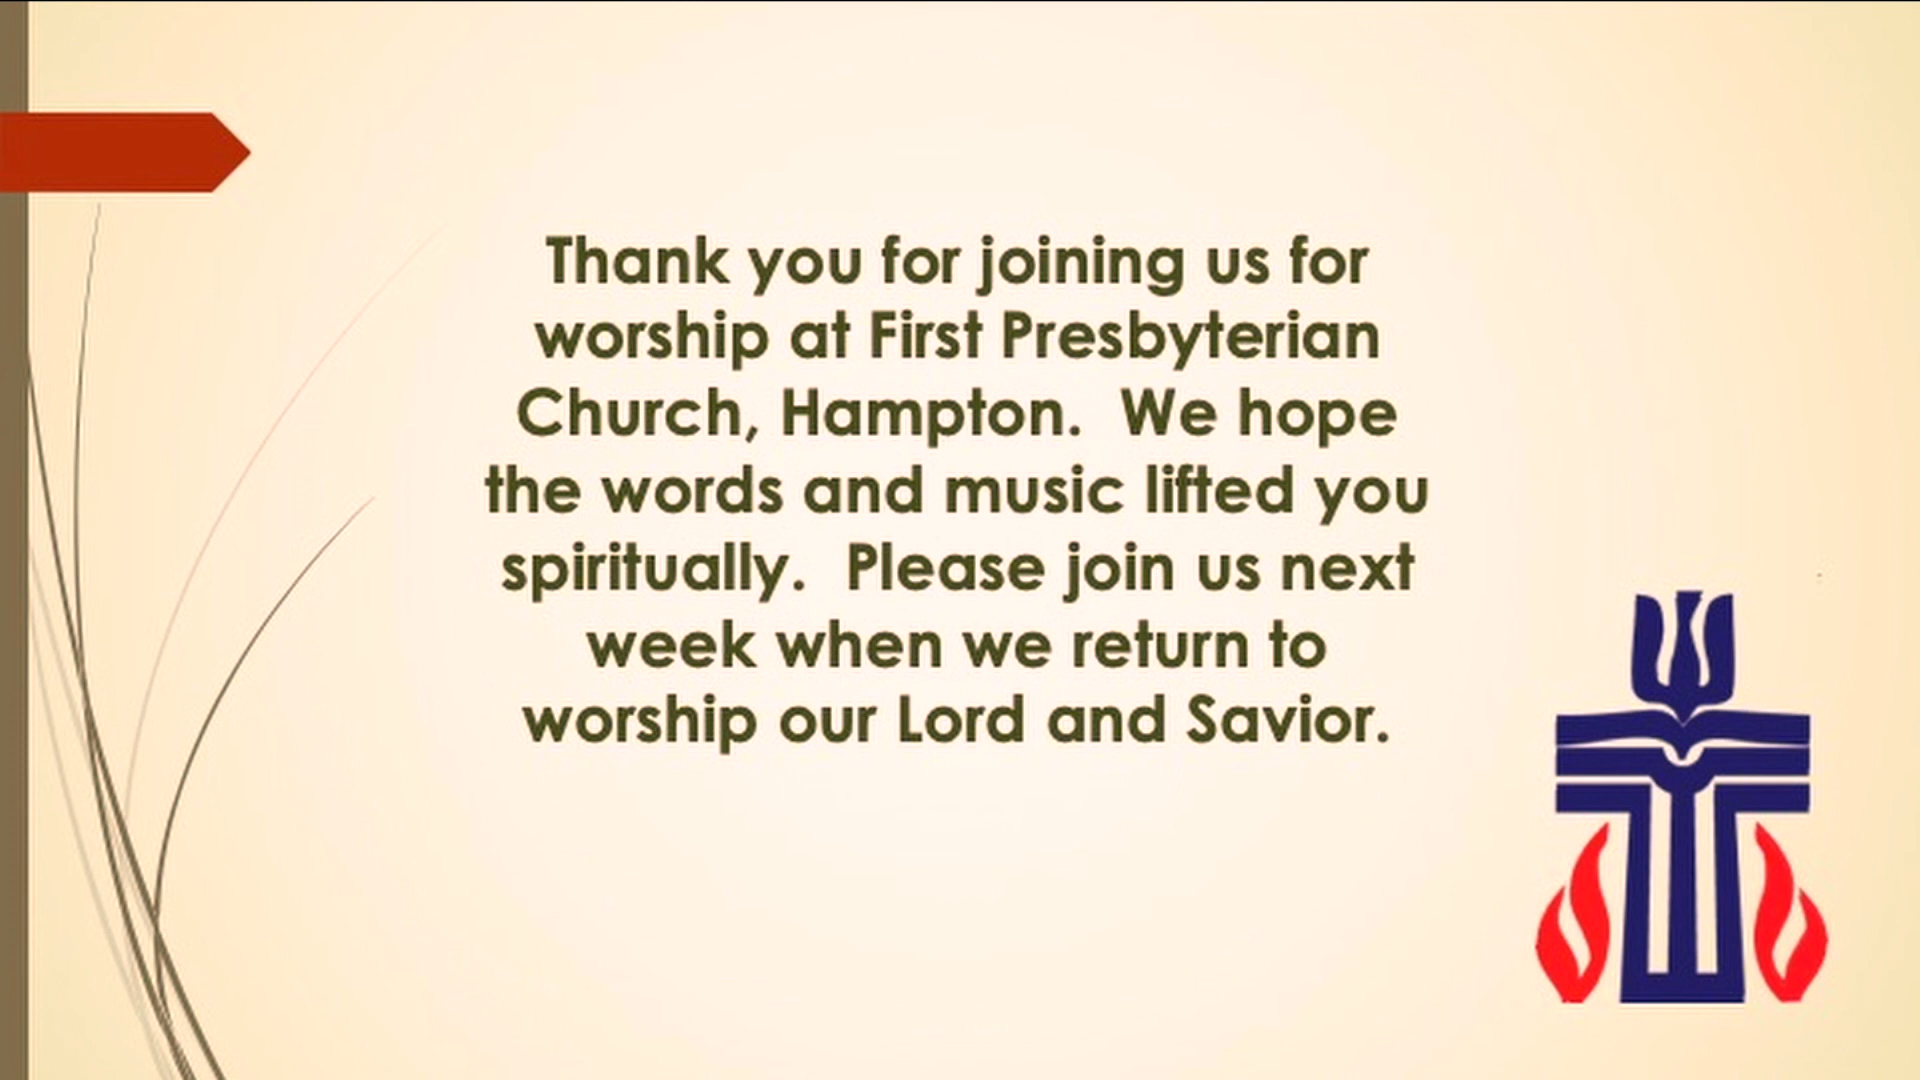 Thank you for joining us for
worship at First Presbyterian
Church, Hampton.  We hope
the words and music lifted you
spiritually.  Please join us next
week when we return to
worship our Lord and Savior.